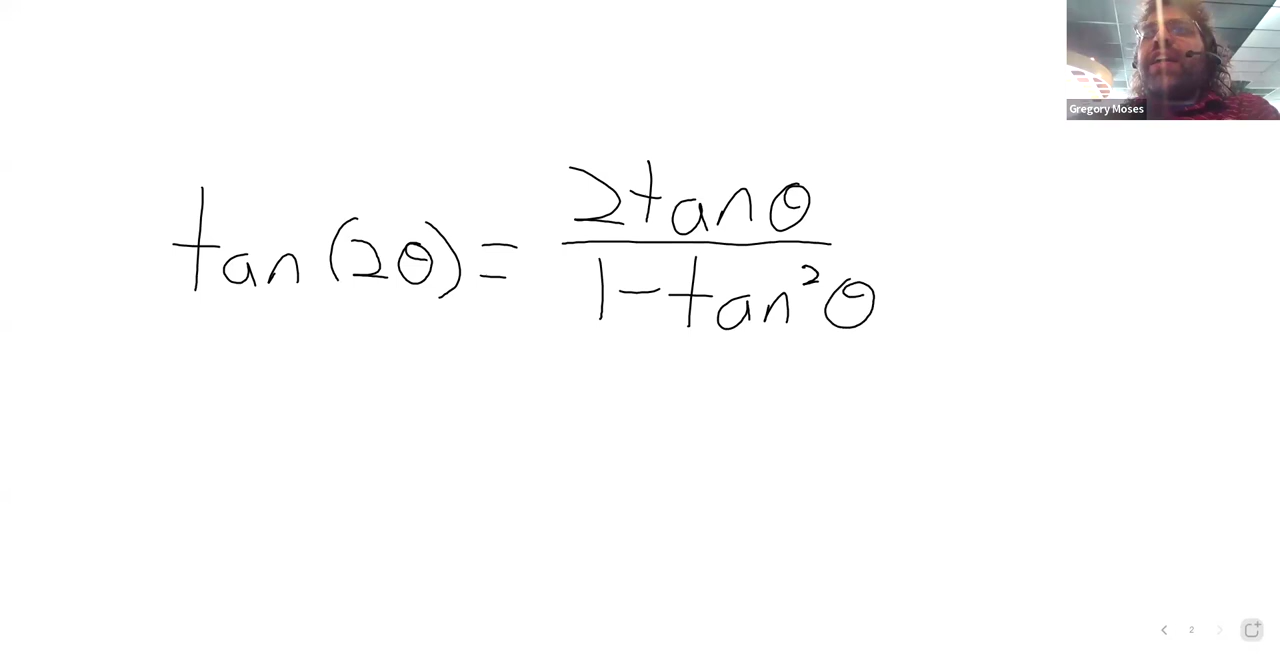 Gregory Moses
tan(2θ) = 2tanθ / 1 - tan²θ
2